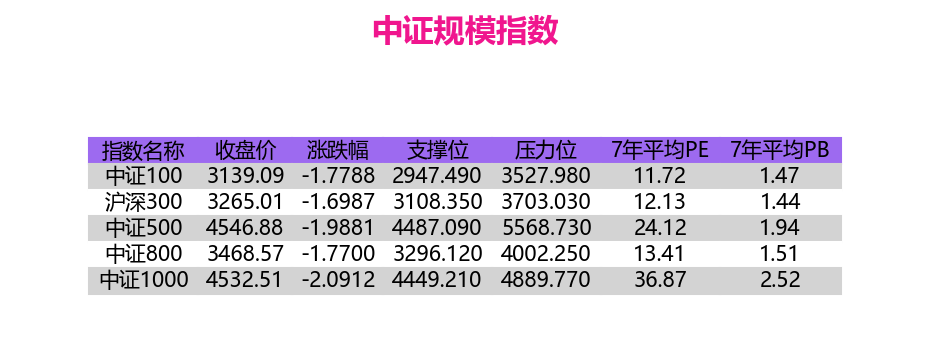 中证规模指数
指数名称 收盘价 涨跌幅 支撑位 压力位 7年平均PE 7年平均PB
中证100 3139.09 -1.7788 2947.490 3527.980 11.72 1.47
沪深300 3265.01 -1.6987 3108.350 3703.030 12.13 1.44
中证500 4546.88 -1.9881 4487.090 5568.730 24.12 1.94
中证800 3468.57 -1.7700 3296.120 4002.250 13.41 1.51
中证1000 4532.51 -2.0912 4449.210 4889.770 36.87 2.52